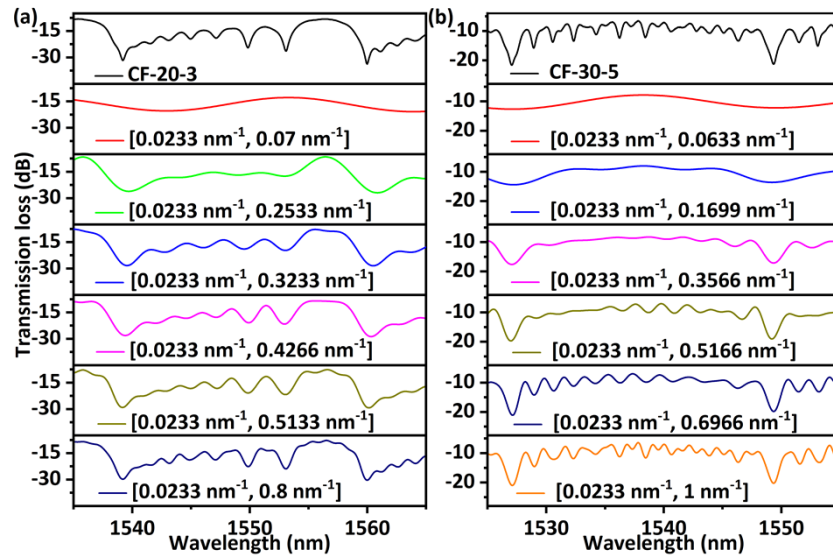 (a)
Transmission loss (dB)
-15
-30
CF-20-3
-15
-30
[0.0233 nm⁻¹, 0.07 nm⁻¹]
-15
-30
[0.0233 nm⁻¹, 0.2533 nm⁻¹]
-15
-30
[0.0233 nm⁻¹, 0.3233 nm⁻¹]
-15
-30
[0.0233 nm⁻¹, 0.4266 nm⁻¹]
-15
-30
[0.0233 nm⁻¹, 0.5133 nm⁻¹]
-15
-30
[0.0233 nm⁻¹, 0.8 nm⁻¹]
1540
1550
1560
Wavelength (nm)
(b)
-10
-20
CF-30-5
-10
-20
[0.0233 nm⁻¹, 0.0633 nm⁻¹]
-10
-20
[0.0233 nm⁻¹, 0.1699 nm⁻¹]
-10
-20
[0.0233 nm⁻¹, 0.3566 nm⁻¹]
-10
-20
[0.0233 nm⁻¹, 0.5166 nm⁻¹]
-10
-20
[0.0233 nm⁻¹, 0.6966 nm⁻¹]
-10
-20
[0.0233 nm⁻¹, 1 nm⁻¹]
1530
1540
1550
Wavelength (nm)